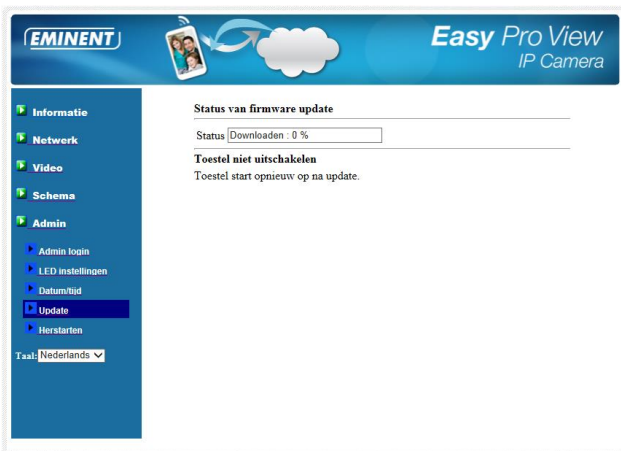 EMINENT
Easy Pro View
IP Camera
Informatie
Netwerk
Video
Schema
Admin
Admin login
LED instellingen
Datum/tijd
Update
Herstarten
Taal: Nederlands
Status van firmware update
Status Downloaden : 0 %
Toestel niet uitschakelen
Toestel start opnieuw op na update.